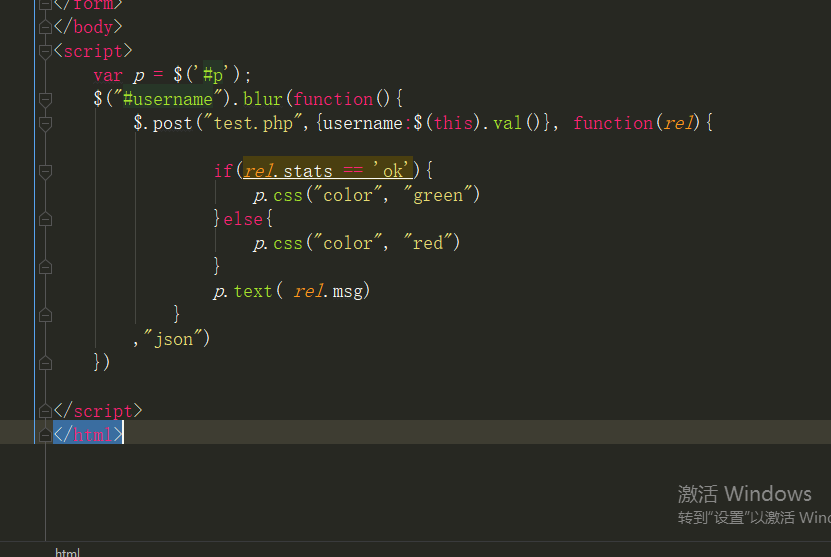 </form>
</body>
<script>
var p = $('#p');
$("#username").blur(function(){
$.post("test.php",{username:$(this).val()}, function(rel){
if(rel.stats == 'ok'){
p.css("color", "green")
}else{
p.css("color", "red")
}
p.text( rel.msg)
}
,"json")
})
</script>
</html>
激活 Windows
转到"设置"以激活 Win
html